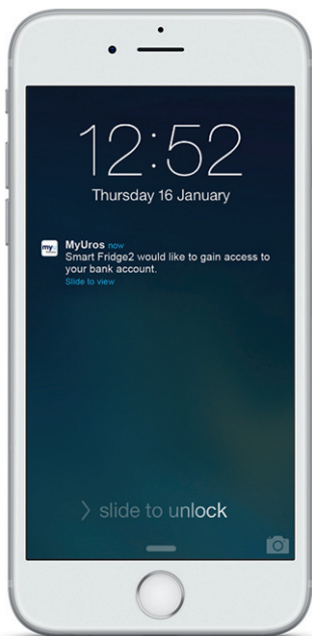 12:52
Thursday 16 January
my
MyUros now
Smart Fridge2 would like to gain access to
your bank account.
Slide to view
> slide to unlock